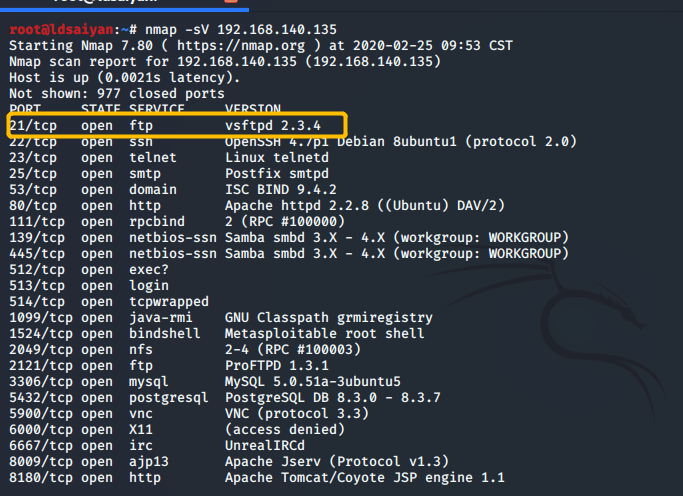 root@ldsaiyan:~# nmap -sV 192.168.140.135
Starting Nmap 7.80 ( https://nmap.org ) at 2020-02-25 09:53 CST
Nmap scan report for 192.168.140.135 (192.168.140.135)
Host is up (0.0021s latency).
Not shown: 977 closed ports
PORT     STATE SERVICE     VERSION
21/tcp   open  ftp         vsftpd 2.3.4
22/tcp   open  ssh         OpenSSH 4.7p1 Debian 8ubuntu1 (protocol 2.0)
23/tcp   open  telnet      Linux telnetd
25/tcp   open  smtp        Postfix smtpd
53/tcp   open  domain      ISC BIND 9.4.2
80/tcp   open  http        Apache httpd 2.2.8 ((Ubuntu) DAV/2)
111/tcp  open  rpcbind     2 (RPC #100000)
139/tcp  open  netbios-ssn Samba smbd 3.X - 4.X (workgroup: WORKGROUP)
445/tcp  open  netbios-ssn Samba smbd 3.X - 4.X (workgroup: WORKGROUP)
512/tcp  open  exec?
513/tcp  open  login
514/tcp  open  tcpwrapped
1099/tcp open  java-rmi    GNU Classpath grmiregistry
1524/tcp open  bindshell   Metasploitable root shell
2049/tcp open  nfs         2-4 (RPC #100003)
2121/tcp open  ftp         ProFTPD 1.3.1
3306/tcp open  mysql       MySQL 5.0.51a-3ubuntu5
5432/tcp open  postgresql  PostgreSQL DB 8.3.0 - 8.3.7
5900/tcp open  vnc         VNC (protocol 3.3)
6000/tcp open  X11         (access denied)
6667/tcp open  irc         UnrealIRCd
8009/tcp open  ajp13       Apache Jserv (Protocol v1.3)
8180/tcp open  http        Apache Tomcat/Coyote JSP engine 1.1